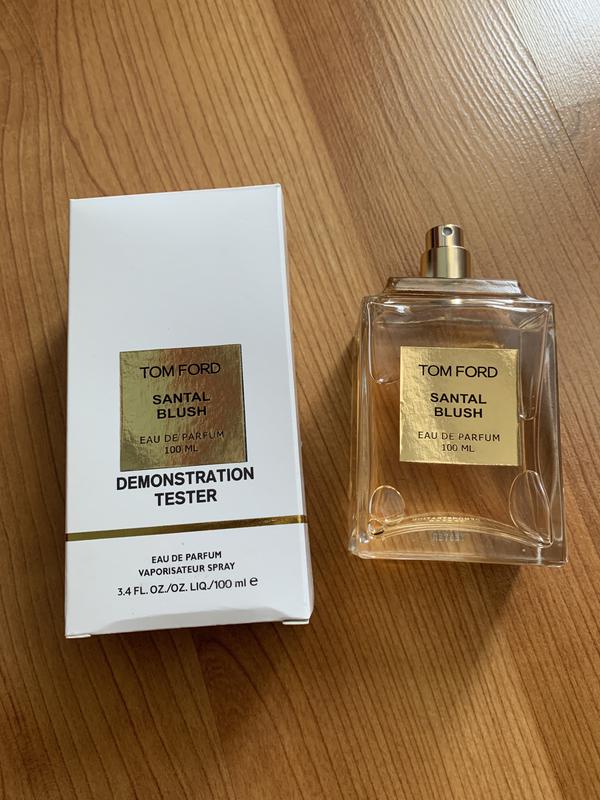 TOM FORD
SANTAL
BLUSH
EAU DE PARFUM
100 ML
DEMONSTRATION
TESTER
EAU DE PARFUM
VAPORISATEUR SPRAY
3.4 FL. OZ./OZ. LIQ./100 ml ℮
TOM FORD
SANTAL
BLUSH
EAU DE PARFUM
100 ML